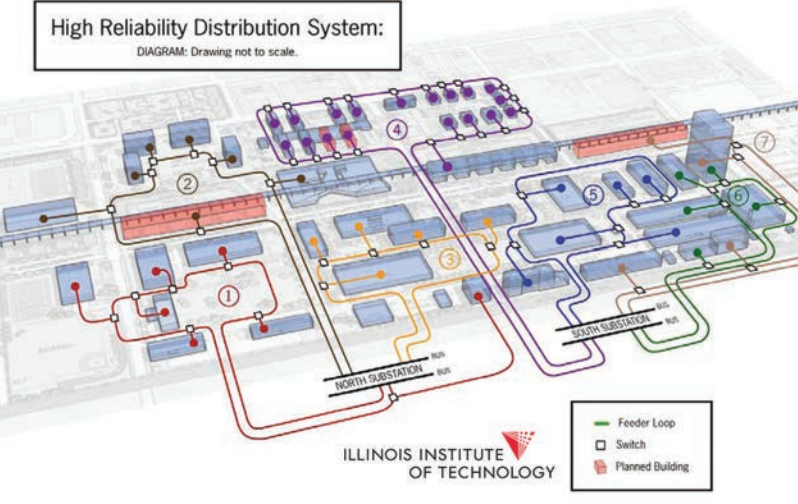 High Reliability Distribution System:
DIAGRAM: Drawing not to scale.
4
7
2
5
6
3
1
BUS
SOUTH SUBSTATION
BUS
RUN
NORTH SUBSTATION
BUS
Feeder Loop
Switch
Planned Building
ILLINOIS INSTITUTE
OF TECHNOLOGY